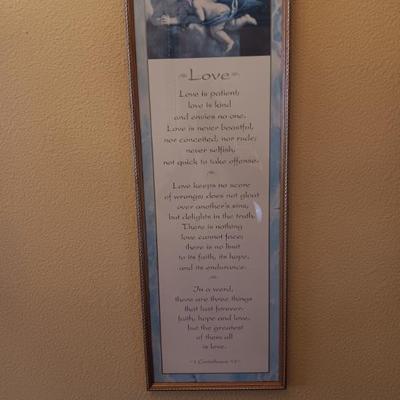 Love
Love is patient;
love is kind
and envies no one.
Love is never boastful,
nor conceited, nor rude;
never selfish,
not quick to take offense.
Love keeps no score
of wrongs; does not gloat
over another's sins;
but delights in the truth.
There is nothing
love cannot face;
there is no limit
to its faith, its hope,
and its endurance.
In a word,
there are three things
that last forever:
faith, hope and love;
but the greatest
of them all
is love.
1 Corinthians 13